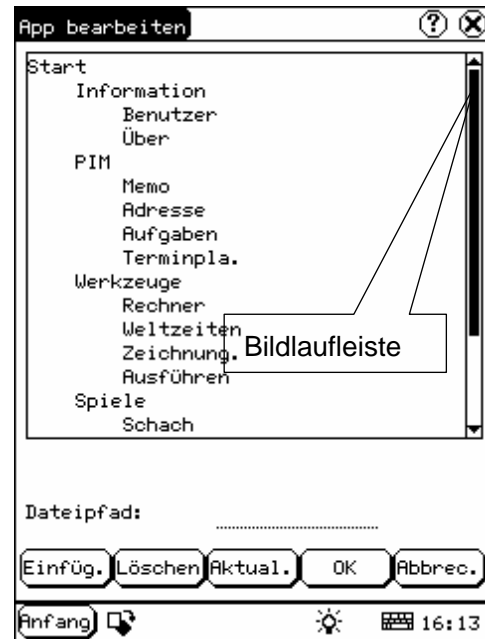 App bearbeiten ?
Start
Information
Benutzer
Über
PIM
Memo
Adresse
Aufgaben
Terminpla.
Werkzeuge
Rechner
Weltzeiten
Zeichnung.
Ausführen
Spiele
Schach
Bildlaufleiste
Dateipfad:
Einfüg. Löschen Aktual. OK Abbrec.
Anfang 16:13